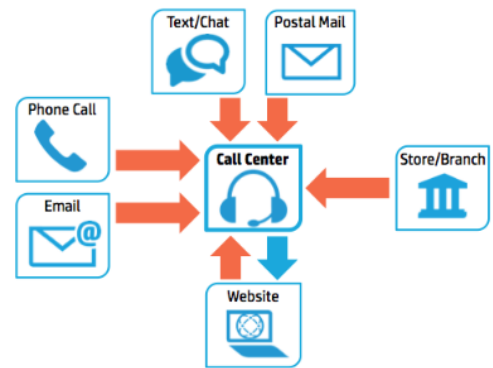 Text/Chat
Postal Mail
Phone Call
Call Center
Store/Branch
Email
@
Website